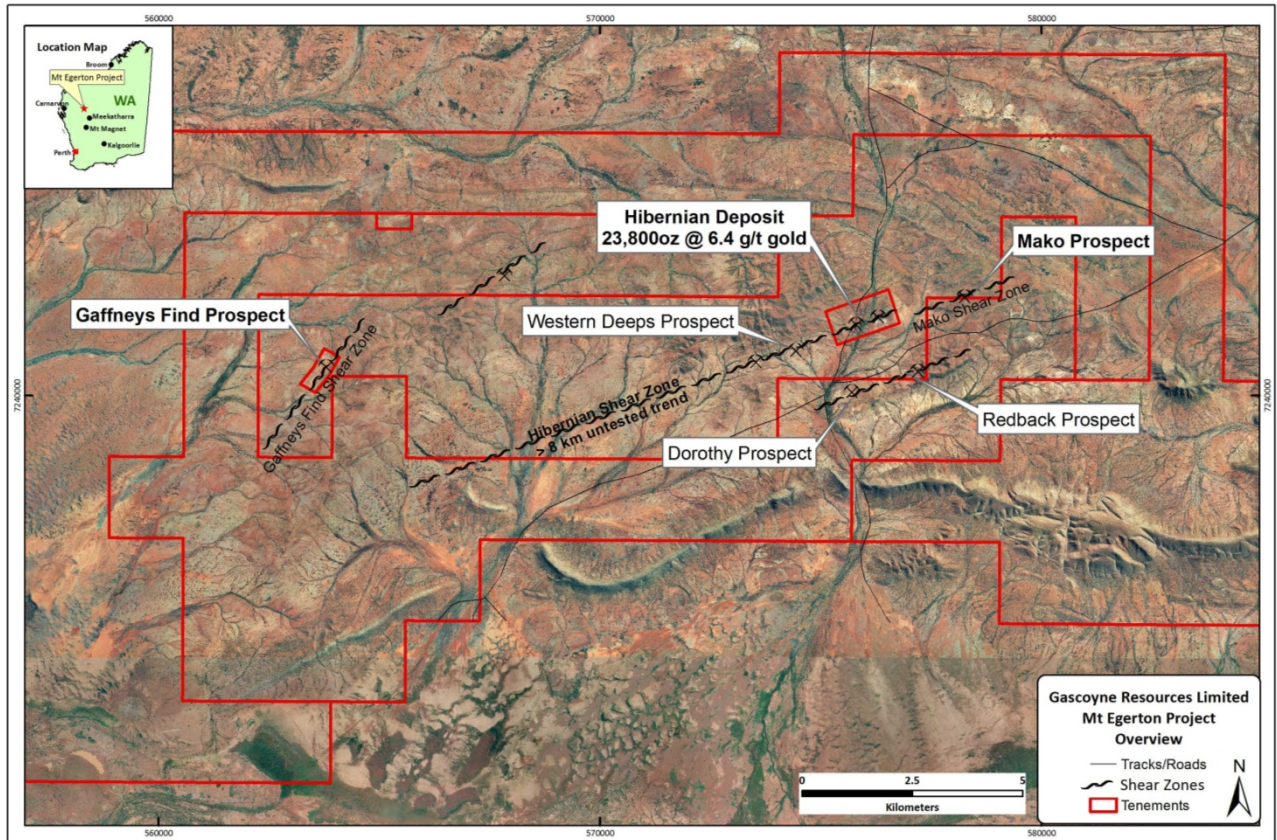 560000
570000
580000
Location Map
Broom
Mt Egerton Project
WA
Carnarvon
Meekatharra
Mt Magnet
Kalgoorlie
Perth
Hibernian Deposit
23,800oz @ 6.4 g/t gold
Mako Prospect
Gaffneys Find Prospect
Western Deeps Prospect
Mako Shear Zone
Gaffneys Find Shear Zone
Hibernian Shear Zone
> 8 km untested trend
7240000
7240000
Redback Prospect
Dorothy Prospect
Gascoyne Resources Limited
Mt Egerton Project
Overview
Tracks/Roads
N
Shear Zones
Tenements
0
2.5
5
Kilometers
560000
570000
580000